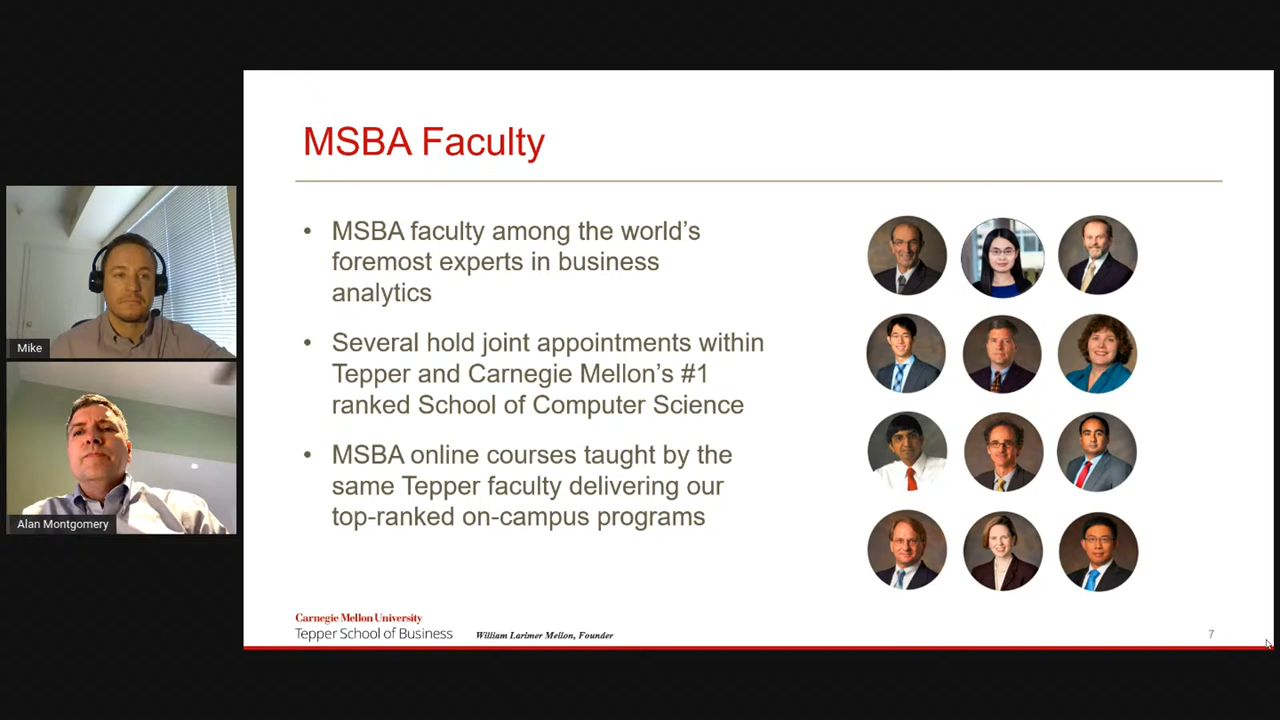 MSBA Faculty
• MSBA faculty among the world's
foremost experts in business
analytics
• Several hold joint appointments within
Tepper and Carnegie Mellon's #1
ranked School of Computer Science
• MSBA online courses taught by the
same Tepper faculty delivering our
top-ranked on-campus programs
Mike
Alan Montgomery
Carnegie Mellon University
Tepper School of Business
William Larimer Mellon, Founder
7